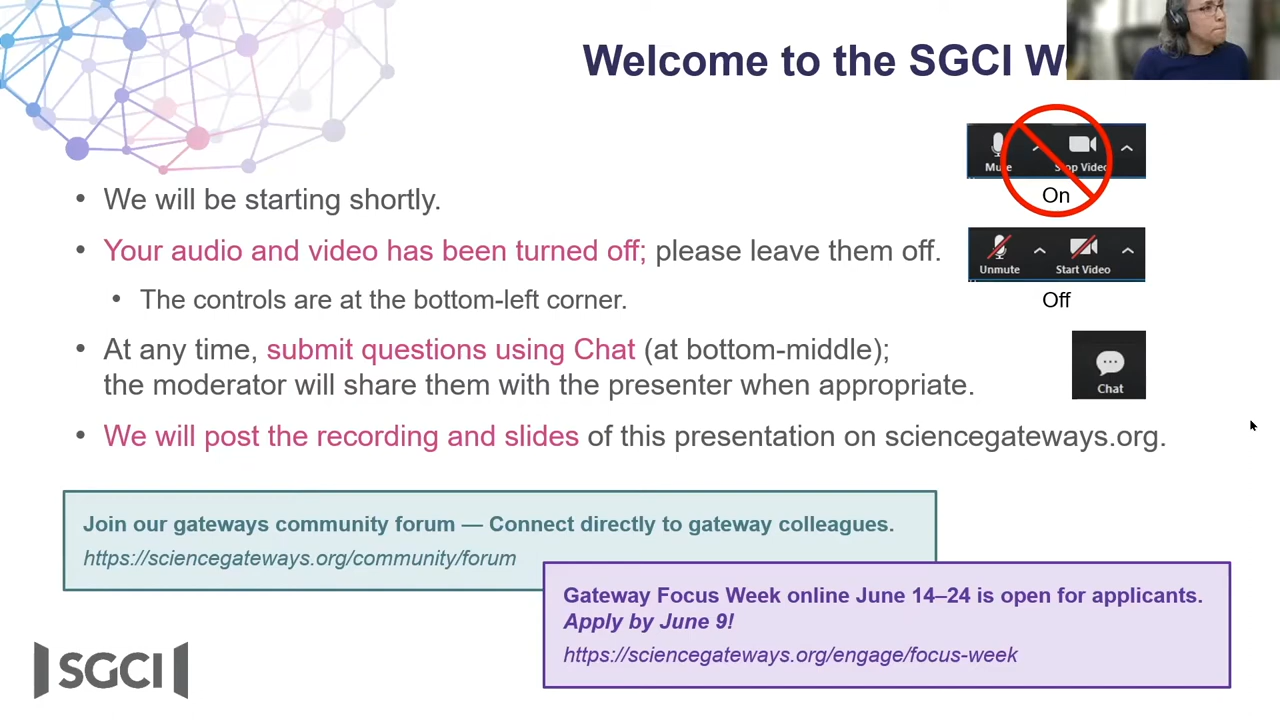 Welcome to the SGCI
Mute Stop Video
On
• We will be starting shortly.
• Your audio and video has been turned off; please leave them off.
Unmute Start Video
Off
• The controls are at the bottom-left corner.
• At any time, submit questions using Chat (at bottom-middle);
the moderator will share them with the presenter when appropriate.
Chat
• We will post the recording and slides of this presentation on sciencegateways.org.
Join our gateways community forum — Connect directly to gateway colleagues.
https://sciencegateways.org/community/forum
Gateway Focus Week online June 14–24 is open for applicants.
Apply by June 9!
https://sciencegateways.org/engage/focus-week
SGCI